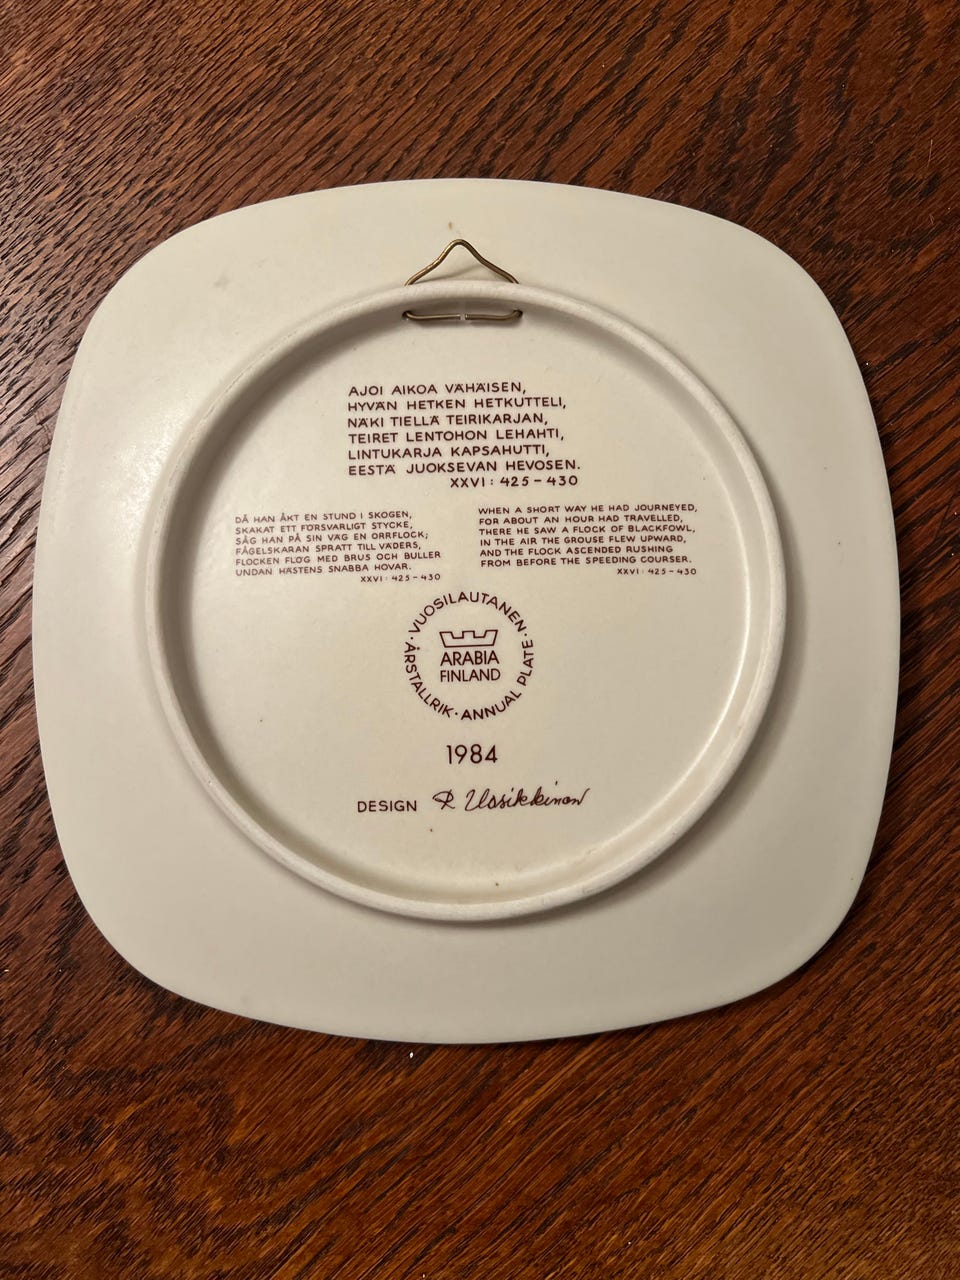 AJOI AIKOA VÄHÄISEN,
HYVÄN HETKEN HETKUTTELI,
NÄKI TIELLÄ TEIRIKARJAN,
TEIRET LENTOHON LEHAHTI,
LINTUKARJA KAPSAHUTTI,
EESTÄ JUOKSEVAN HEVOSEN.
XXVI: 425-430
DÅ HAN ÅKT EN STUND I SKOGEN,
SKAKAT ETT FÖRSVARLIGT STYCKE,
SÅG HAN PÅ SIN VÄG EN ORRFLOCK;
FÅGELSKARAN SPRATT TILL VÄDERS,
FLOCKEN FLÖG MED BRUS OCH BULLER
UNDAN HÄSTENS SNABBA HOVAR.
XXVI: 425-430
WHEN A SHORT WAY HE HAD JOURNEYED,
FOR ABOUT AN HOUR HAD TRAVELLED,
THERE HE SAW A FLOCK OF BLACKFOWL,
IN THE AIR THE GROUSE FLEW UPWARD,
AND THE FLOCK ASCENDED RUSHING
FROM BEFORE THE SPEEDING COURSER.
XXVI: 425-430
VUOSILAUTANEN · ANNUAL PLATE · ÅRSTALLRIK ·
ARABIA
FINLAND
1984
DESIGN R Uosikkinen